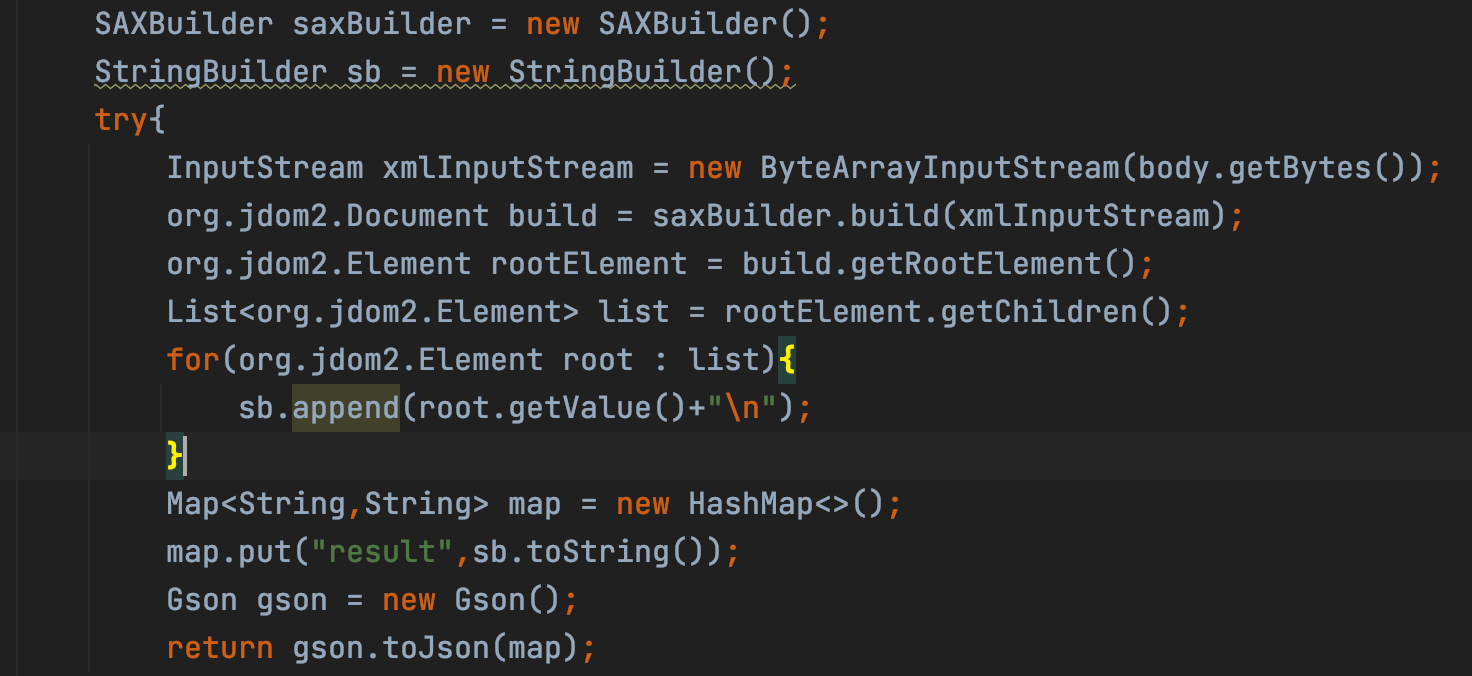 SAXBuilder saxBuilder = new SAXBuilder();
StringBuilder sb = new StringBuilder();
try{
InputStream xmlInputStream = new ByteArrayInputStream(body.getBytes());
org.jdom2.Document build = saxBuilder.build(xmlInputStream);
org.jdom2.Element rootElement = build.getRootElement();
List<org.jdom2.Element> list = rootElement.getChildren();
for(org.jdom2.Element root : list){
sb.append(root.getValue()+"\n");
}
Map<String,String> map = new HashMap<>();
map.put("result",sb.toString());
Gson gson = new Gson();
return gson.toJson(map);